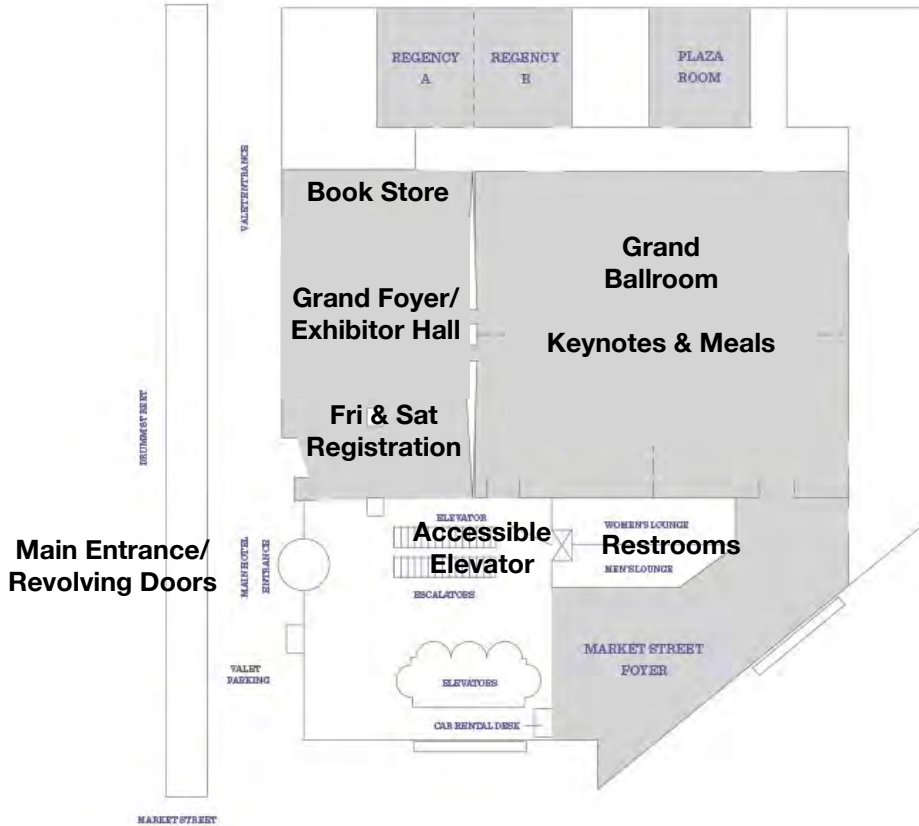 REGENCY
A
REGENCY
B
PLAZA
ROOM
VALET ENTRANCE
Book Store
Grand
Ballroom
Grand Foyer/
Exhibitor Hall
Keynotes & Meals
DRUMM STREET
Fri & Sat
Registration
ELEVATOR
Accessible
Elevator
WOMEN'S LOUNGE
Restrooms
MEN'S LOUNGE
Main Entrance/
Revolving Doors
MAIN HOTEL
ENTRANCE
ESCALATORS
MARKET STREET
FOYER
VALET
PARKING
ELEVATORS
CAR RENTAL DESK
MARKET STREET